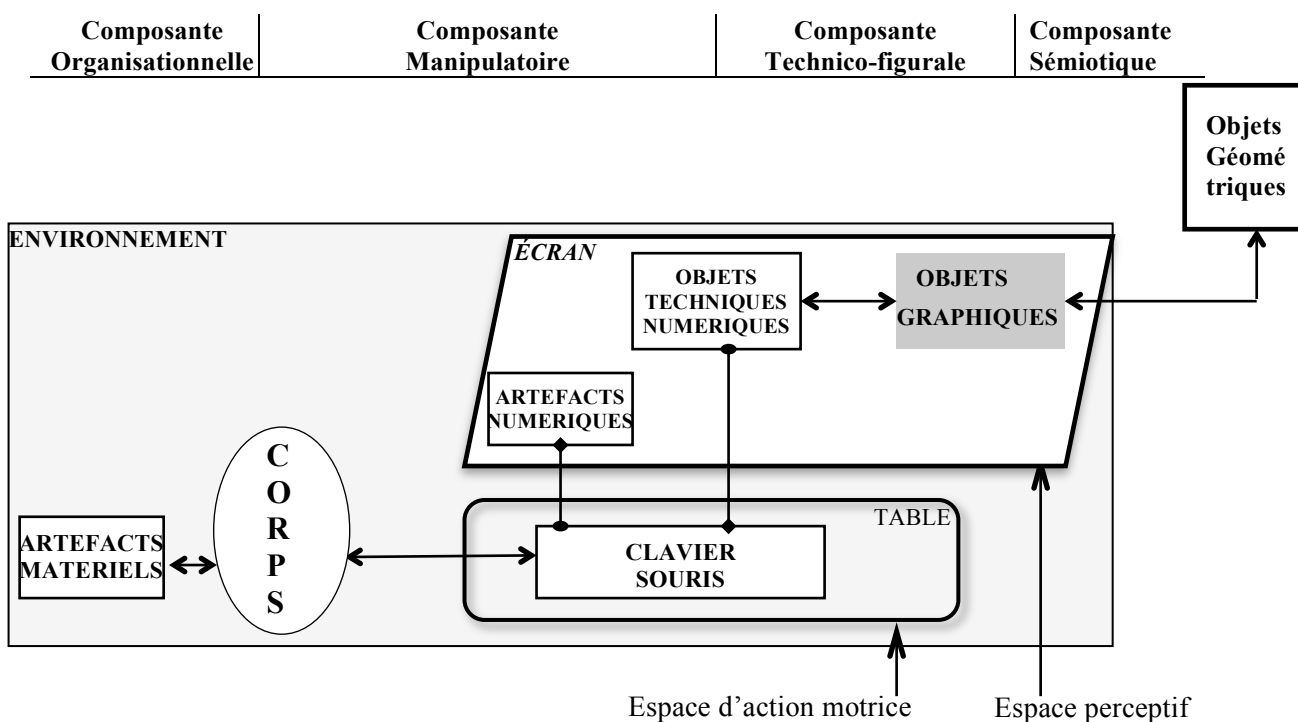 Composante
Organisationnelle
Composante
Manipulatoire
Composante
Technico-figurale
Composante
Sémiotique
Objets
Géomé
triques
ENVIRONNEMENT
ÉCRAN
OBJETS
TECHNIQUES
NUMERIQUES
OBJETS
GRAPHIQUES
ARTEFACTS
NUMERIQUES
C
O
R
P
S
ARTEFACTS
MATERIELS
TABLE
CLAVIER
SOURIS
Espace d’action motrice
Espace perceptif